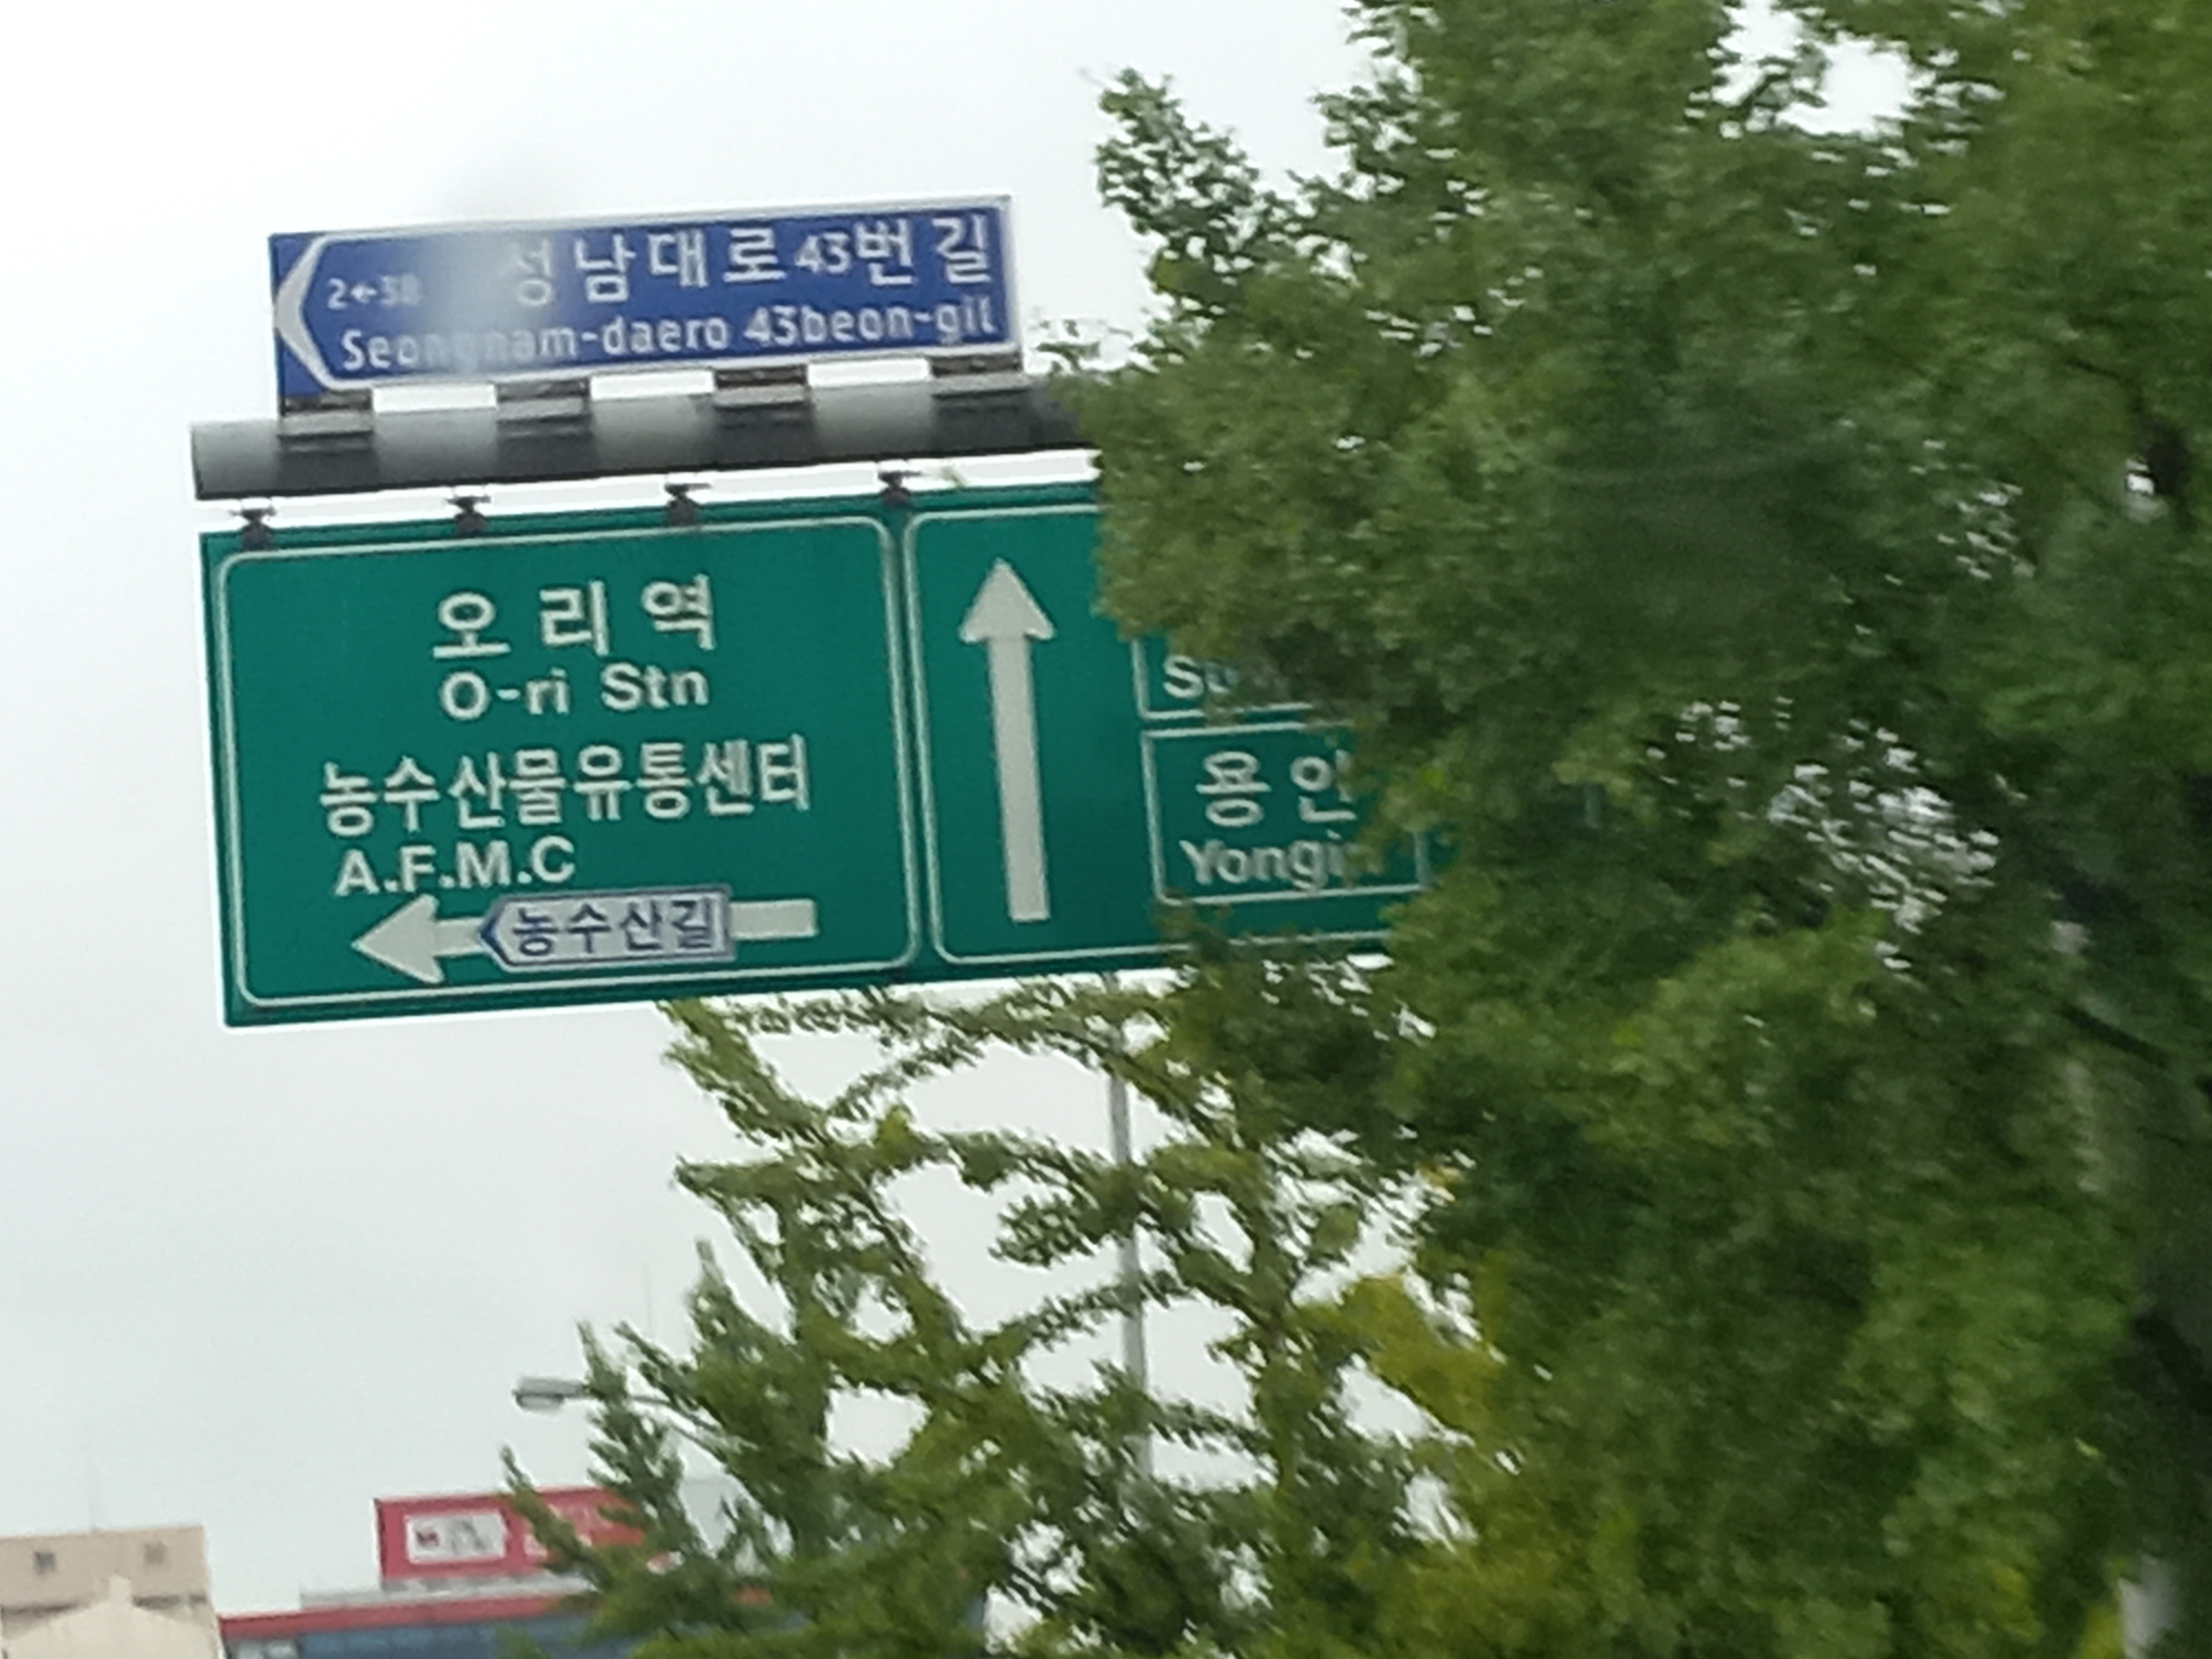 2←38 성남대로43번길
Seongnam-daero 43beon-gil
오리역
O-ri Stn
농수산물유통센터
A.F.M.C
농수산길
용인
Yongin